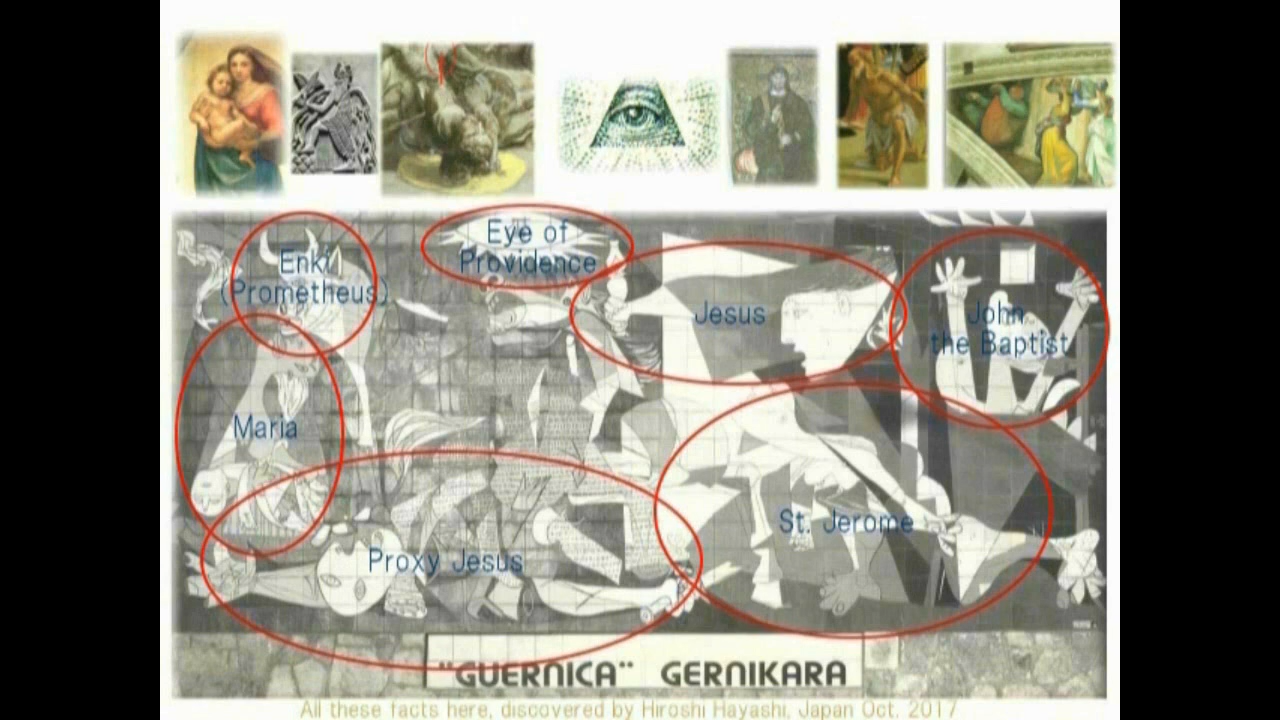 Eye of
Providence
Enki
(Prometheus)
Jesus
John
the Baptist
Maria
St. Jerome
Proxy Jesus
"GUERNICA" GERNIKARA
All these facts here, discovered by Hiroshi Hayashi, Japan Oct. 2017